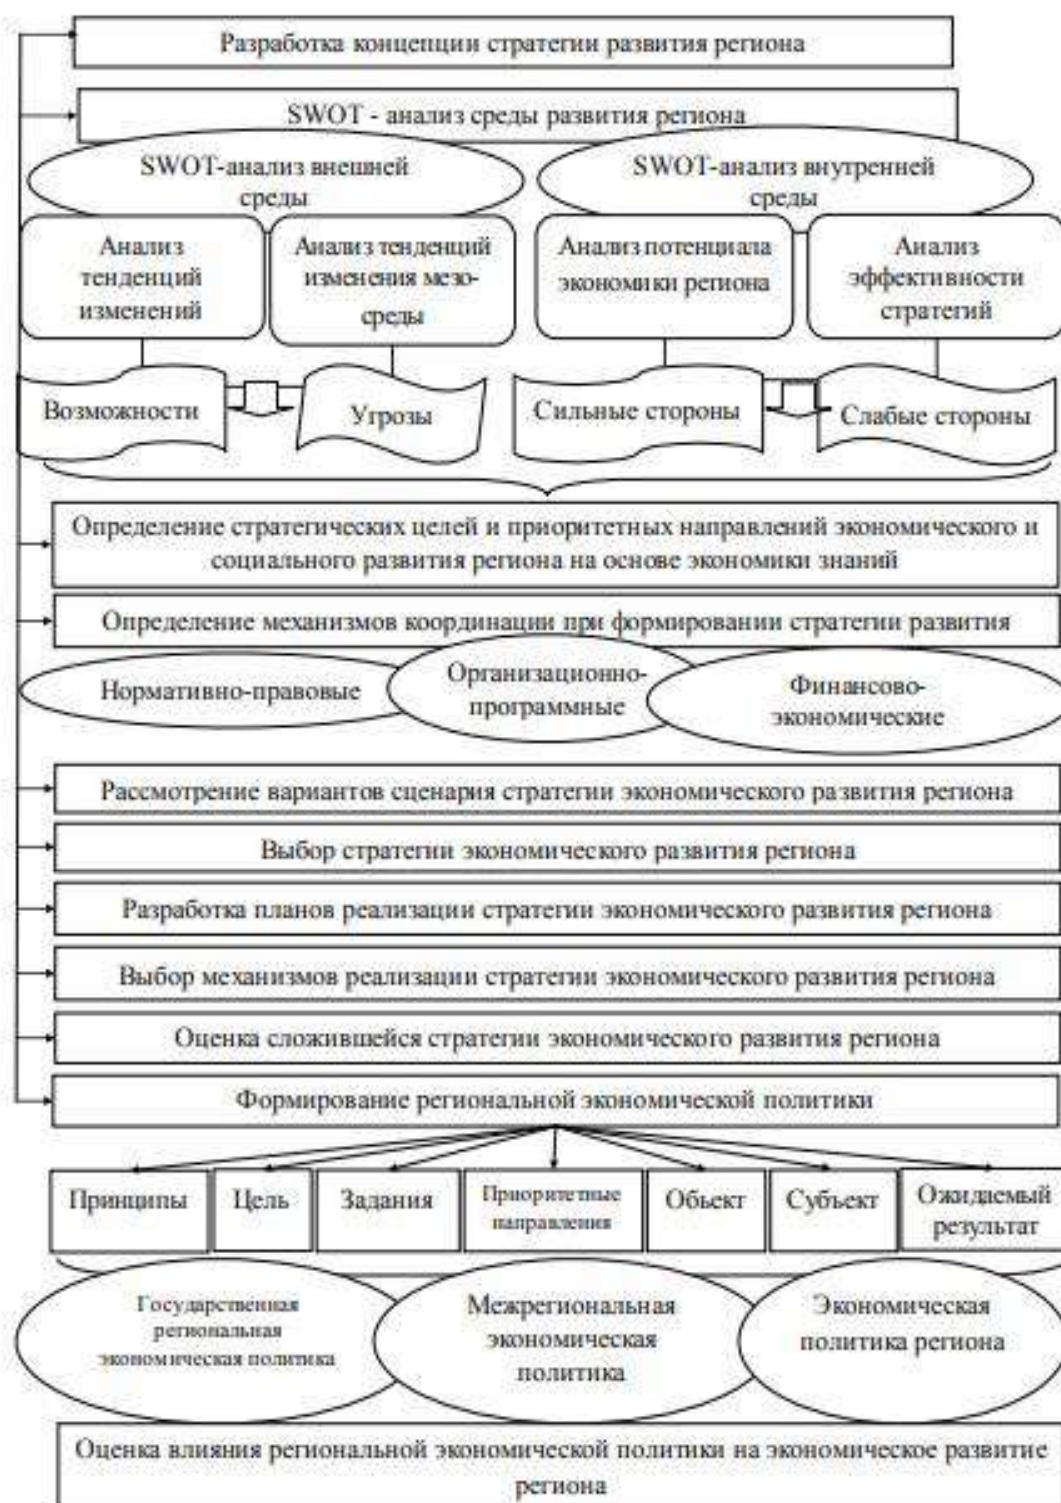 Разработка концепции стратегии развития региона
SWOT - анализ среды развития региона
SWOT-анализ внешней
среды
SWOT-анализ внутренней
среды
Анализ
тенденций
изменений
Анализ тенденций
изменения мезо-
среды
Анализ потенциала
экономики региона
Анализ
эффективности
стратегий
Возможности
Угрозы
Сильные стороны
Слабые стороны
Определение стратегических целей и приоритетных направлений экономического и
социального развития региона на основе экономики знаний
Определение механизмов координации при формировании стратегии развития
Нормативно-правовые
Организационно-
программные
Финансово-
экономические
Рассмотрение вариантов сценария стратегии экономического развития региона
Выбор стратегии экономического развития региона
Разработка планов реализации стратегии экономического развития региона
Выбор механизмов реализации стратегии экономического развития региона
Оценка сложившейся стратегии экономического развития региона
Формирование региональной экономической политики
Принципы
Цель
Задания
Приоритетные
направления
Обьект
Субъект
Ожидаемый
результат
Государственная
региональная
экономическая политика
Межрегиональная
экономическая
политика
Экономическая
политика региона
Оценка влияния региональной экономической политики на экономическое развитие
региона